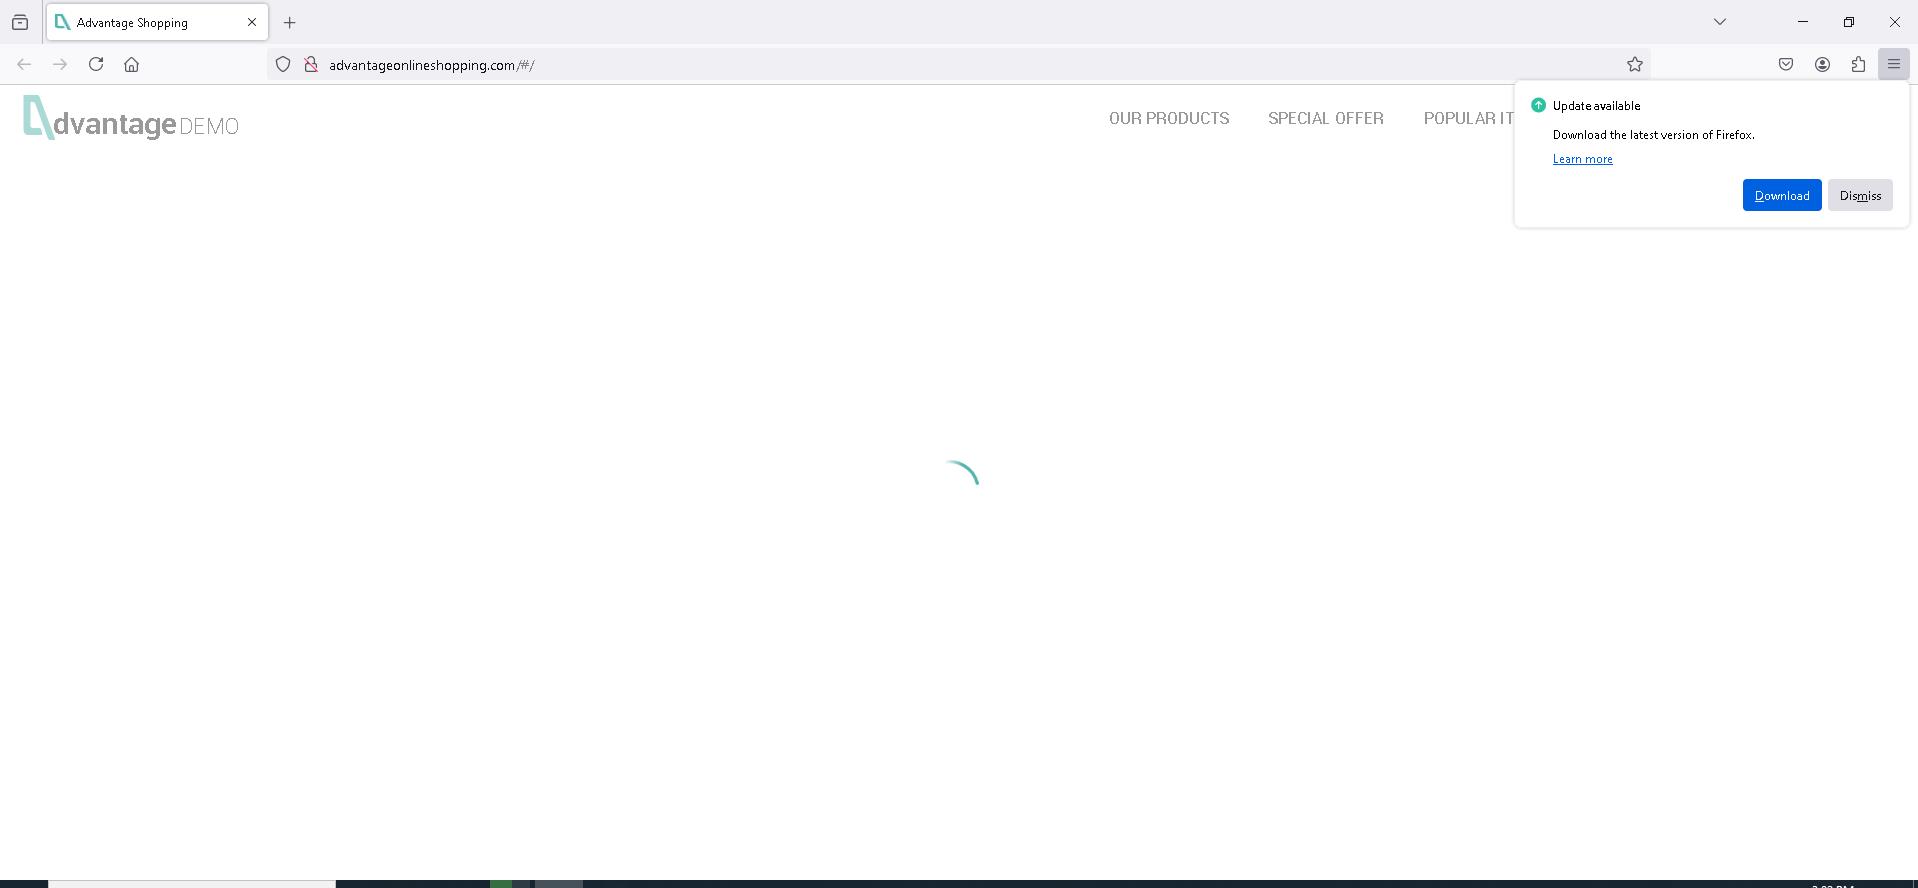 Advantage Shopping
advantageonlineshopping.com/#/
dvantage DEMO
OUR PRODUCTS
SPECIAL OFFER
POPULAR IT
Update available
Download the latest version of Firefox.
Learn more
Download
Dismiss